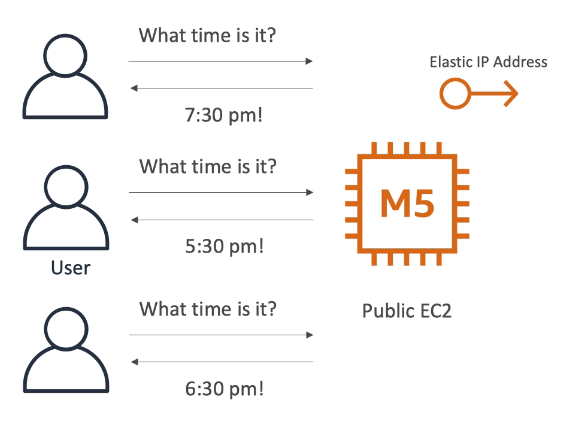 What time is it?
Elastic IP Address
7:30 pm!
What time is it?
M5
5:30 pm!
User
What time is it?
Public EC2
6:30 pm!